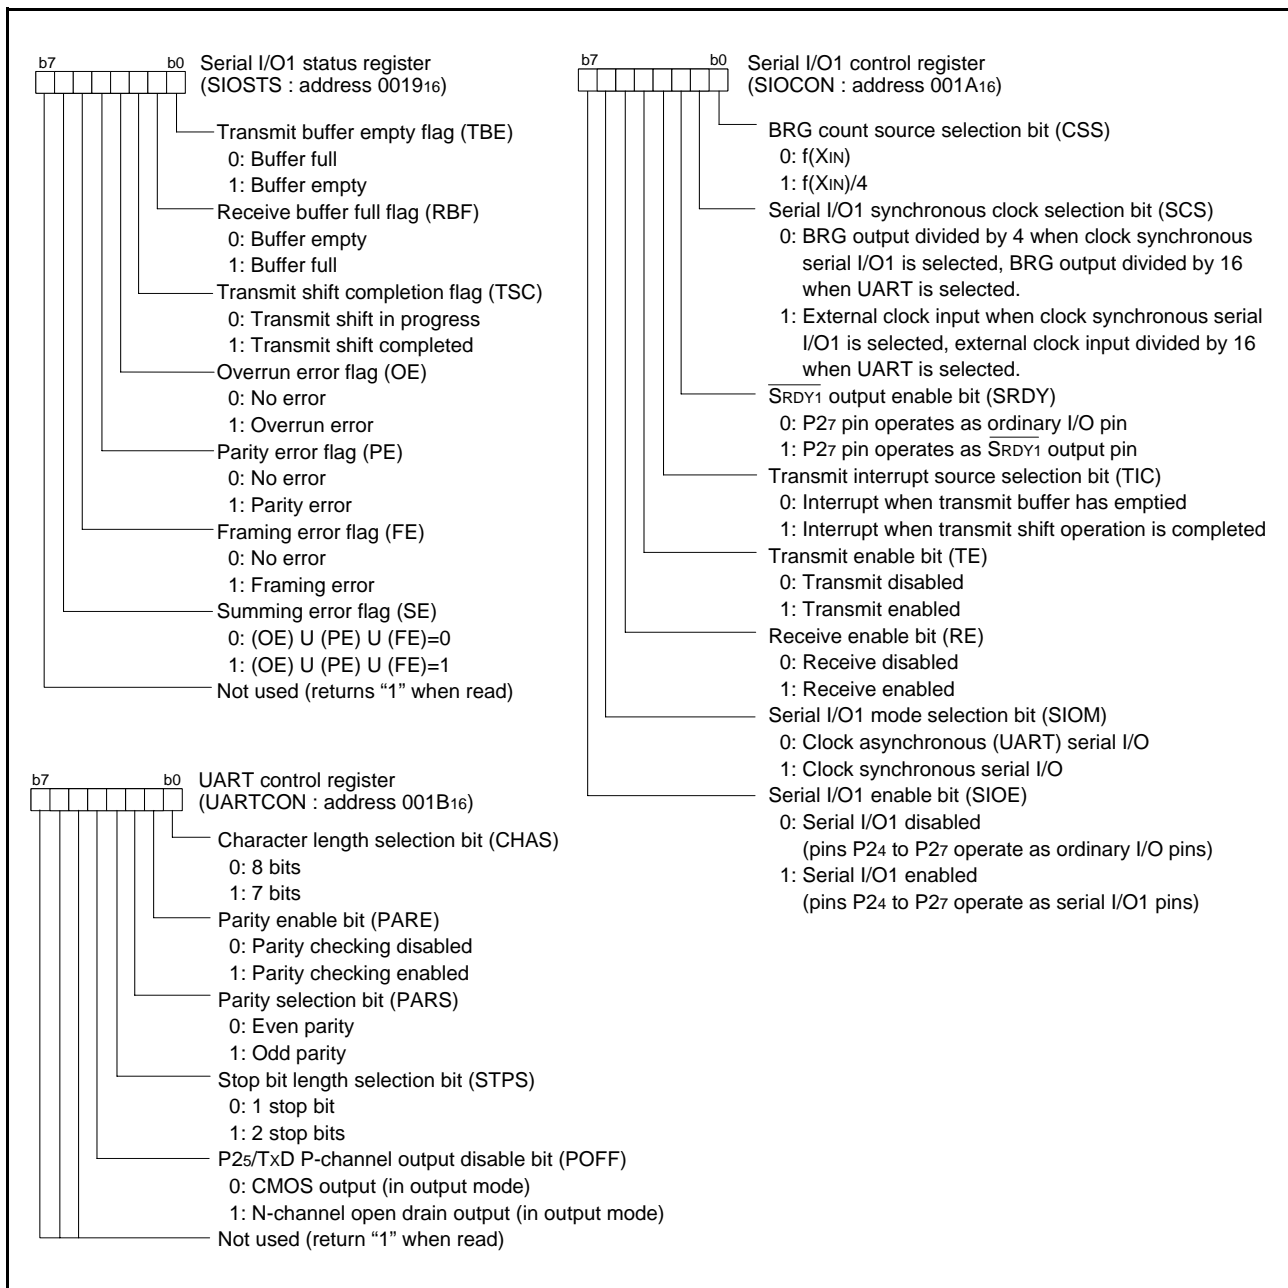 b7 b0 Serial I/O1 status register
(SIOSTS : address 001916)
Transmit buffer empty flag (TBE)
0: Buffer full
1: Buffer empty
Receive buffer full flag (RBF)
0: Buffer empty
1: Buffer full
Transmit shift completion flag (TSC)
0: Transmit shift in progress
1: Transmit shift completed
Overrun error flag (OE)
0: No error
1: Overrun error
Parity error flag (PE)
0: No error
1: Parity error
Framing error flag (FE)
0: No error
1: Framing error
Summing error flag (SE)
0: (OE) U (PE) U (FE)=0
1: (OE) U (PE) U (FE)=1
Not used (returns “1” when read)
b7 b0 UART control register
(UARTCON : address 001B16)
Character length selection bit (CHAS)
0: 8 bits
1: 7 bits
Parity enable bit (PARE)
0: Parity checking disabled
1: Parity checking enabled
Parity selection bit (PARS)
0: Even parity
1: Odd parity
Stop bit length selection bit (STPS)
0: 1 stop bit
1: 2 stop bits
P25/TXD P-channel output disable bit (POFF)
0: CMOS output (in output mode)
1: N-channel open drain output (in output mode)
Not used (return “1” when read)
b7 b0 Serial I/O1 control register
(SIOCON : address 001A16)
BRG count source selection bit (CSS)
0: f(XIN)
1: f(XIN)/4
Serial I/O1 synchronous clock selection bit (SCS)
0: BRG output divided by 4 when clock synchronous
serial I/O1 is selected, BRG output divided by 16
when UART is selected.
1: External clock input when clock synchronous serial
I/O1 is selected, external clock input divided by 16
when UART is selected.
SRDY1 output enable bit (SRDY)
0: P27 pin operates as ordinary I/O pin
1: P27 pin operates as SRDY1 output pin
Transmit interrupt source selection bit (TIC)
0: Interrupt when transmit buffer has emptied
1: Interrupt when transmit shift operation is completed
Transmit enable bit (TE)
0: Transmit disabled
1: Transmit enabled
Receive enable bit (RE)
0: Receive disabled
1: Receive enabled
Serial I/O1 mode selection bit (SIOM)
0: Clock asynchronous (UART) serial I/O
1: Clock synchronous serial I/O
Serial I/O1 enable bit (SIOE)
0: Serial I/O1 disabled
(pins P24 to P27 operate as ordinary I/O pins)
1: Serial I/O1 enabled
(pins P24 to P27 operate as serial I/O1 pins)